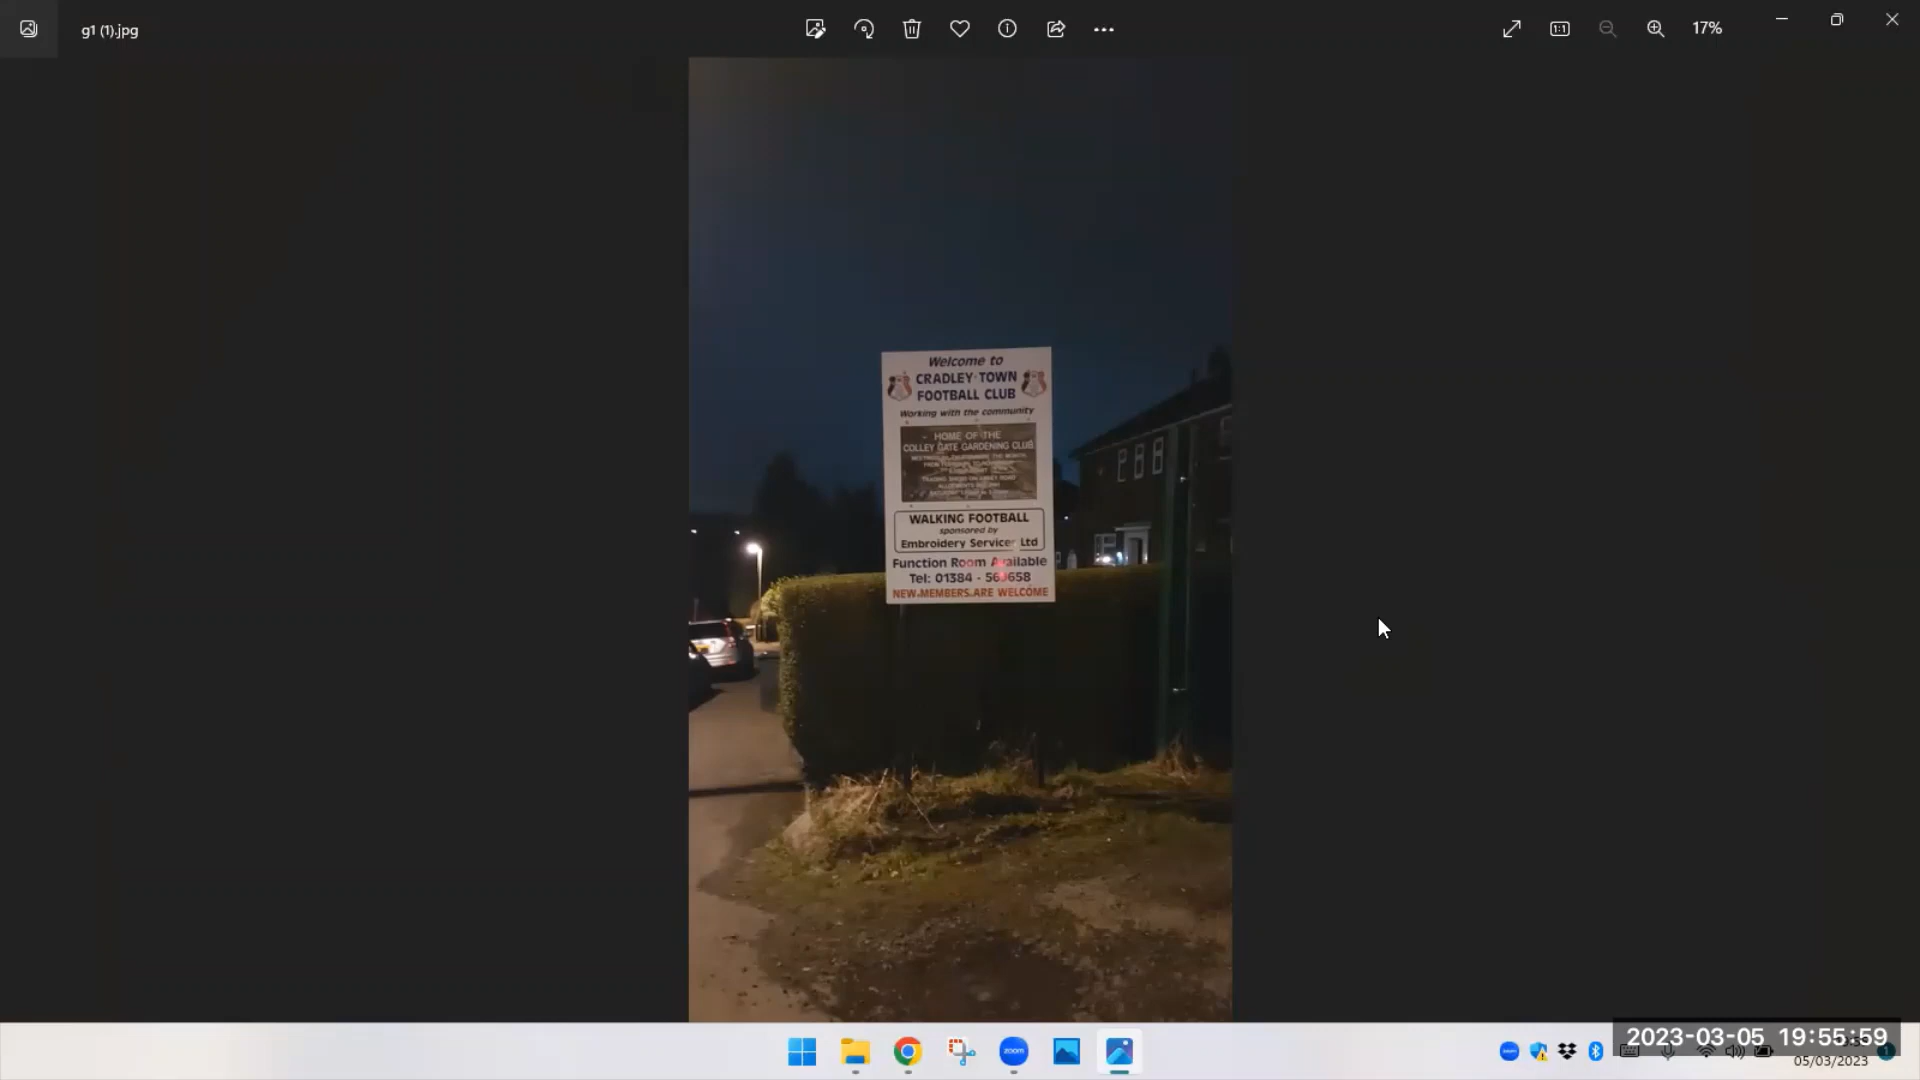 g1 (1).jpg
17%
Welcome to
CRADLEY TOWN
FOOTBALL CLUB
Working with the community
HOME OF THE
COLLEY GATE GARDENING CLUB
WALKING FOOTBALL
sponsored by
Embroidery Services Ltd
Function Room Available
Tel: 01384 -
NEW MEMBERS ARE WELCOME
zoom
2023-03-05 19:55:59
05/03/2023
1